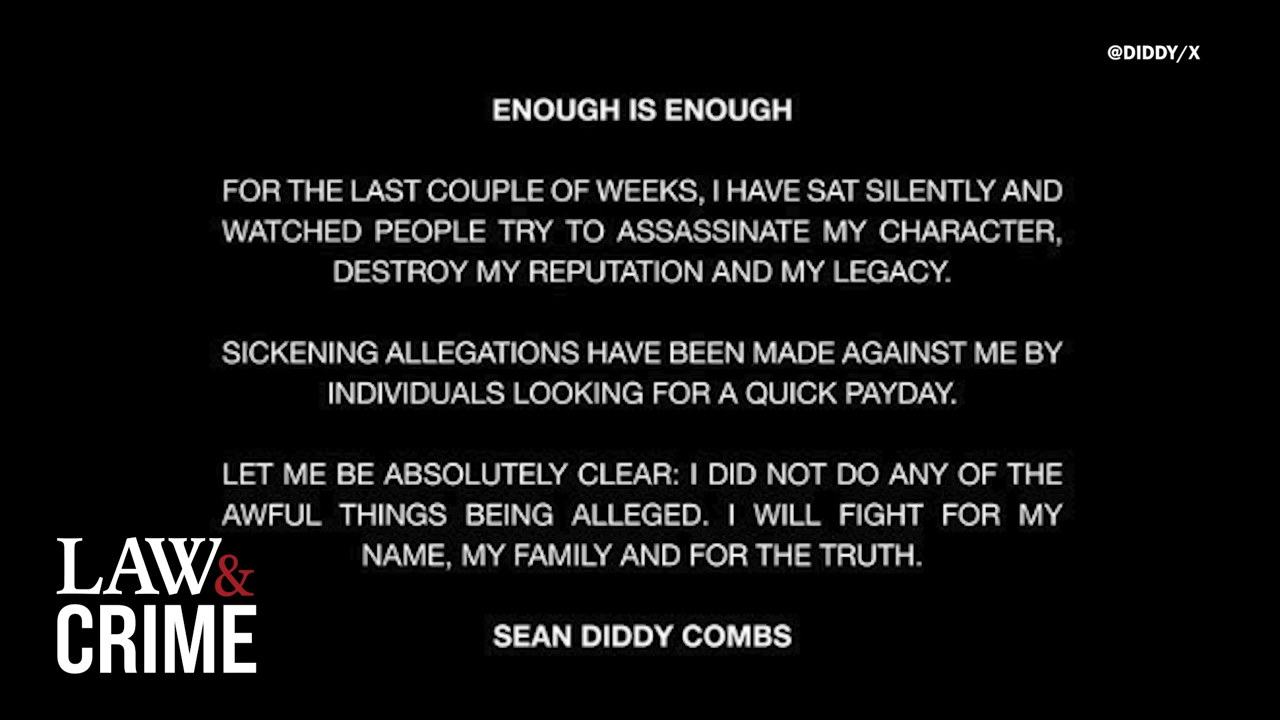 @DIDDY/X
ENOUGH IS ENOUGH
FOR THE LAST COUPLE OF WEEKS, I HAVE SAT SILENTLY AND
WATCHED PEOPLE TRY TO ASSASSINATE MY CHARACTER,
DESTROY MY REPUTATION AND MY LEGACY.
SICKENING ALLEGATIONS HAVE BEEN MADE AGAINST ME BY
INDIVIDUALS LOOKING FOR A QUICK PAYDAY.
LET ME BE ABSOLUTELY CLEAR: I DID NOT DO ANY OF THE
AWFUL THINGS BEING ALLEGED. I WILL FIGHT FOR MY
NAME, MY FAMILY AND FOR THE TRUTH.
SEAN DIDDY COMBS
LAW&
CRIME